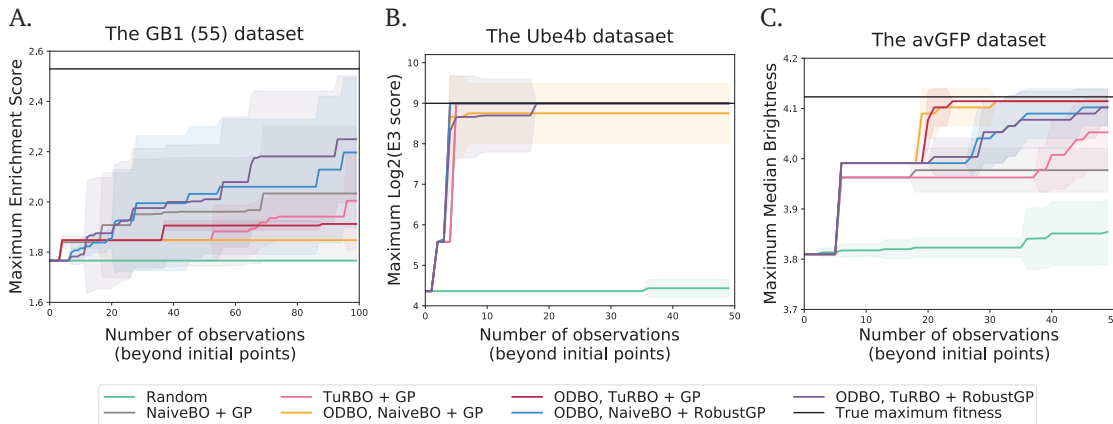 A.
The GB1 (55) dataset
Maximum Enrichment Score
2.6
2.4
2.2
2.0
1.8
1.6
0 20 40 60 80 100
Number of observations
(beyond initial points)
B.
The Ube4b datasaet
Maximum Log2(E3 score)
10
9
8
7
6
5
4
0 10 20 30 40 50
Number of observations
(beyond initial points)
C.
The avGFP dataset
Maximum Median Brightness
4.2
4.1
4.0
3.9
3.8
3.7
0 10 20 30 40 50
Number of observations
(beyond initial points)
Random
NaiveBO + GP
TuRBO + GP
ODBO, NaiveBO + GP
ODBO, TuRBO + GP
ODBO, NaiveBO + RobustGP
ODBO, TuRBO + RobustGP
True maximum fitness